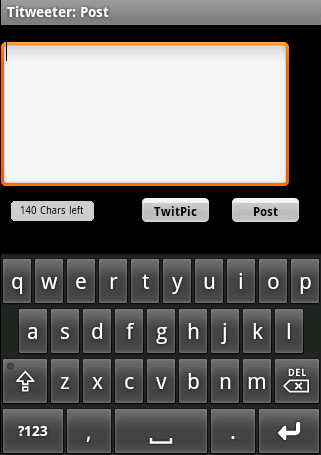 Titweeter: Post
140 Chars left
TwitPic
Post
q w e r t y u i o p
a s d f g h j k l
z x c v b n m DEL
?123 , .